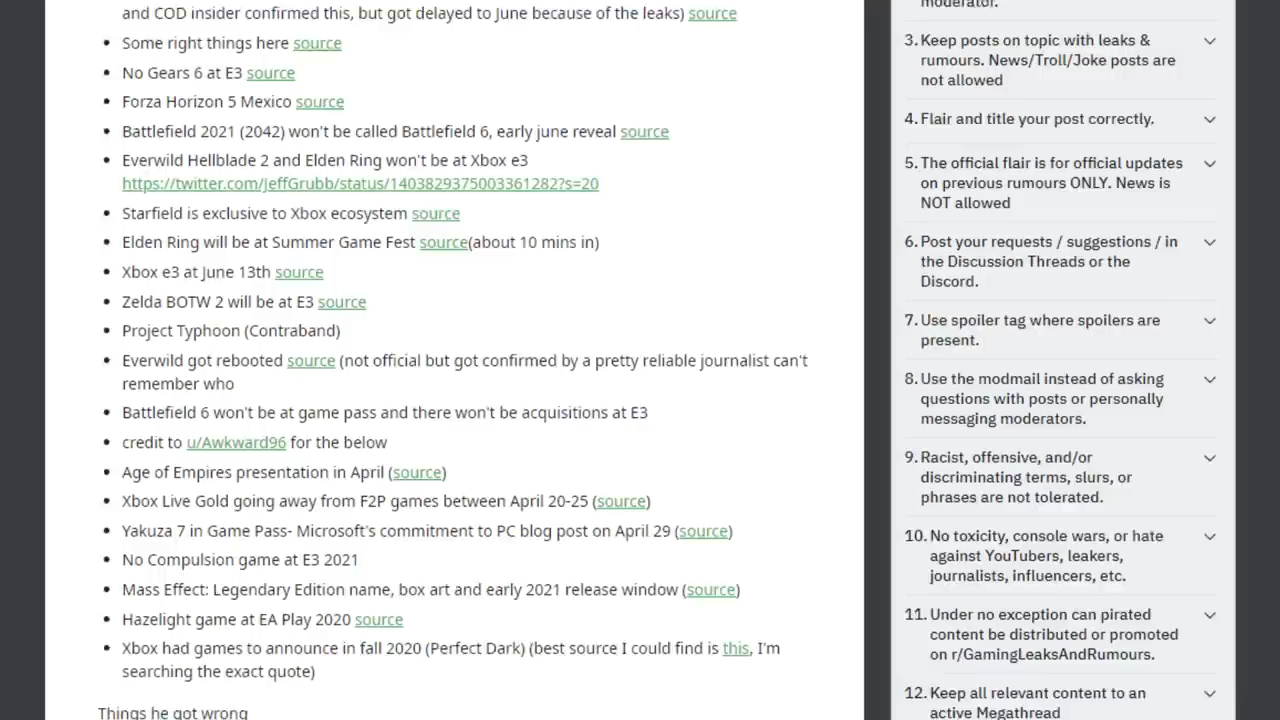 and COD insider confirmed this, but got delayed to June because of the leaks) source
Some right things here source
No Gears 6 at E3 source
Forza Horizon 5 Mexico source
Battlefield 2021 (2042) won't be called Battlefield 6, early june reveal source
Everwild Hellblade 2 and Elden Ring won't be at Xbox e3
https://twitter.com/JeffGrubb/status/1403829375003361282?s=20
Starfield is exclusive to Xbox ecosystem source
Elden Ring will be at Summer Game Fest source(about 10 mins in)
Xbox e3 at June 13th source
Zelda BOTW 2 will be at E3 source
Project Typhoon (Contraband)
Everwild got rebooted source (not official but got confirmed by a pretty reliable journalist can't
remember who
Battlefield 6 won't be at game pass and there won't be acquisitions at E3
credit to u/Awkward96 for the below
Age of Empires presentation in April (source)
Xbox Live Gold going away from F2P games between April 20-25 (source)
Yakuza 7 in Game Pass- Microsoft's commitment to PC blog post on April 29 (source)
No Compulsion game at E3 2021
Mass Effect: Legendary Edition name, box art and early 2021 release window (source)
Hazelight game at EA Play 2020 source
Xbox had games to announce in fall 2020 (Perfect Dark) (best source I could find is this, I'm
searching the exact quote)
Things he got wrong
moderator.
3. Keep posts on topic with leaks &
rumours. News/Troll/Joke posts are
not allowed
4. Flair and title your post correctly.
5. The official flair is for official updates
on previous rumours ONLY. News is
NOT allowed
6. Post your requests / suggestions / in
the Discussion Threads or the
Discord.
7. Use spoiler tag where spoilers are
present.
8. Use the modmail instead of asking
questions with posts or personally
messaging moderators.
9. Racist, offensive, and/or
discriminating terms, slurs, or
phrases are not tolerated.
10. No toxicity, console wars, or hate
against YouTubers, leakers,
journalists, influencers, etc.
11. Under no exception can pirated
content be distributed or promoted
on r/GamingLeaksAndRumours.
12. Keep all relevant content to an
active Megathread